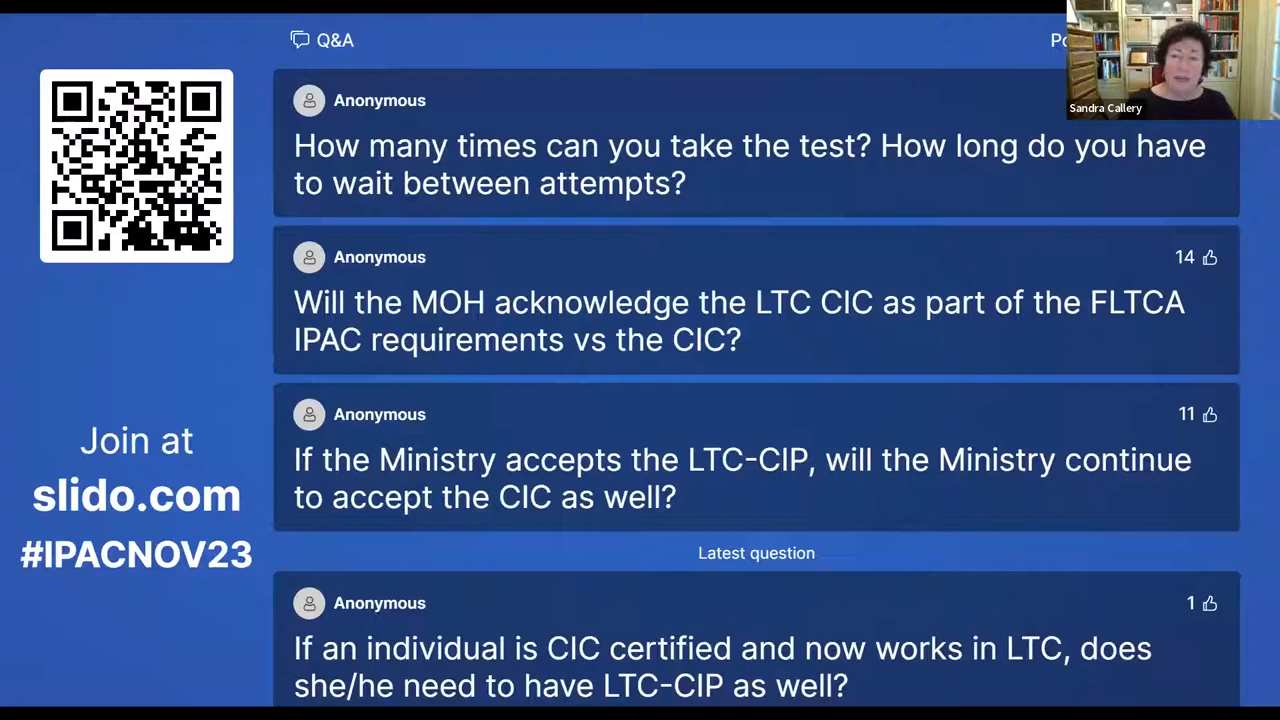 Q&A
Sandra Callery
Anonymous
How many times can you take the test? How long do you have
to wait between attempts?
Anonymous
14
Will the MOH acknowledge the LTC CIC as part of the FLTCA
IPAC requirements vs the CIC?
Anonymous
11
If the Ministry accepts the LTC-CIP, will the Ministry continue
to accept the CIC as well?
Latest question
Anonymous
1
If an individual is CIC certified and now works in LTC, does
she/he need to have LTC-CIP as well?
Join at
slido.com
#IPACNOV23